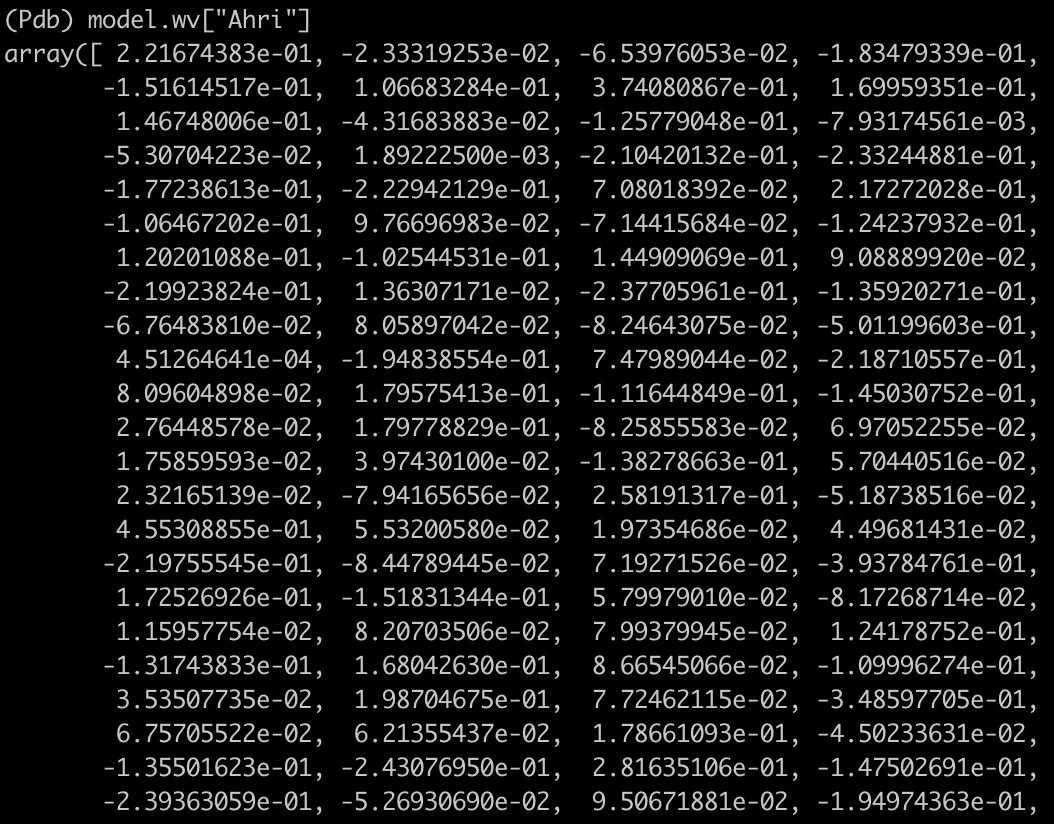 (Pdb) model.wv["Ahri"]
array([ 2.21674383e-01, -2.33319253e-02, -6.53976053e-02, -1.83479339e-01,
-1.51614517e-01, 1.06683284e-01, 3.74080867e-01, 1.69959351e-01,
1.46748006e-01, -4.31683883e-02, -1.25779048e-01, -7.93174561e-03,
-5.30704223e-02, 1.89222500e-03, -2.10420132e-01, -2.33244881e-01,
-1.77238613e-01, -2.22942129e-01, 7.08018392e-02, 2.17272028e-01,
-1.06467202e-01, 9.76696983e-02, -7.14415684e-02, -1.24237932e-01,
1.20201088e-01, -1.02544531e-01, 1.44909069e-01, 9.08889920e-02,
-2.19923824e-01, 1.36307171e-02, -2.37705961e-01, -1.35920271e-01,
-6.76483810e-02, 8.05897042e-02, -8.24643075e-02, -5.01199603e-01,
4.51264641e-04, -1.94838554e-01, 7.47989044e-02, -2.18710557e-01,
8.09604898e-02, 1.79575413e-01, -1.11644849e-01, -1.45030752e-01,
2.76448578e-02, 1.79778829e-01, -8.25855583e-02, 6.97052255e-02,
1.75859593e-02, 3.97430100e-02, -1.38278663e-01, 5.70440516e-02,
2.32165139e-02, -7.94165656e-02, 2.58191317e-01, -5.18738516e-02,
4.55308855e-01, 5.53200580e-02, 1.97354686e-02, 4.49681431e-02,
-2.19755545e-01, -8.44789445e-02, 7.19271526e-02, -3.93784761e-01,
1.72526926e-01, -1.51831344e-01, 5.79979010e-02, -8.17268714e-02,
1.15957754e-02, 8.20703506e-02, 7.99379945e-02, 1.24178752e-01,
-1.31743833e-01, 1.68042630e-01, 8.66545066e-02, -1.09996274e-01,
3.53507735e-02, 1.98704675e-01, 7.72462115e-02, -3.48597705e-01,
6.75705522e-02, 6.21355437e-02, 1.78661093e-01, -4.50233631e-02,
-1.35501623e-01, -2.43076950e-01, 2.81635106e-01, -1.47502691e-01,
-2.39363059e-01, -5.26930690e-02, 9.50671881e-02, -1.94974363e-01,